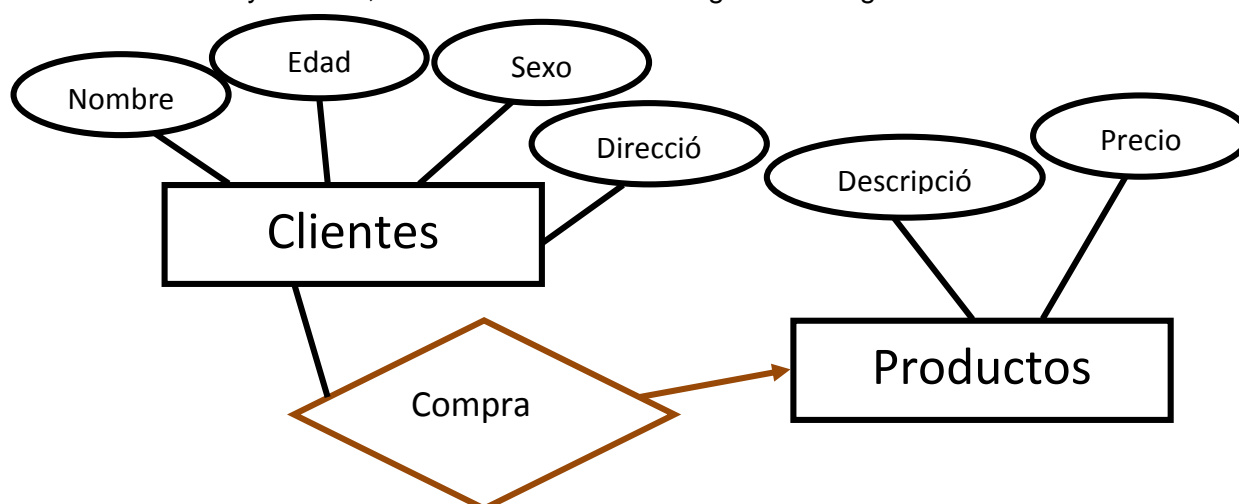 Edad
Sexo
Nombre
Direcció
Precio
Descripció
Clientes
Productos
Compra